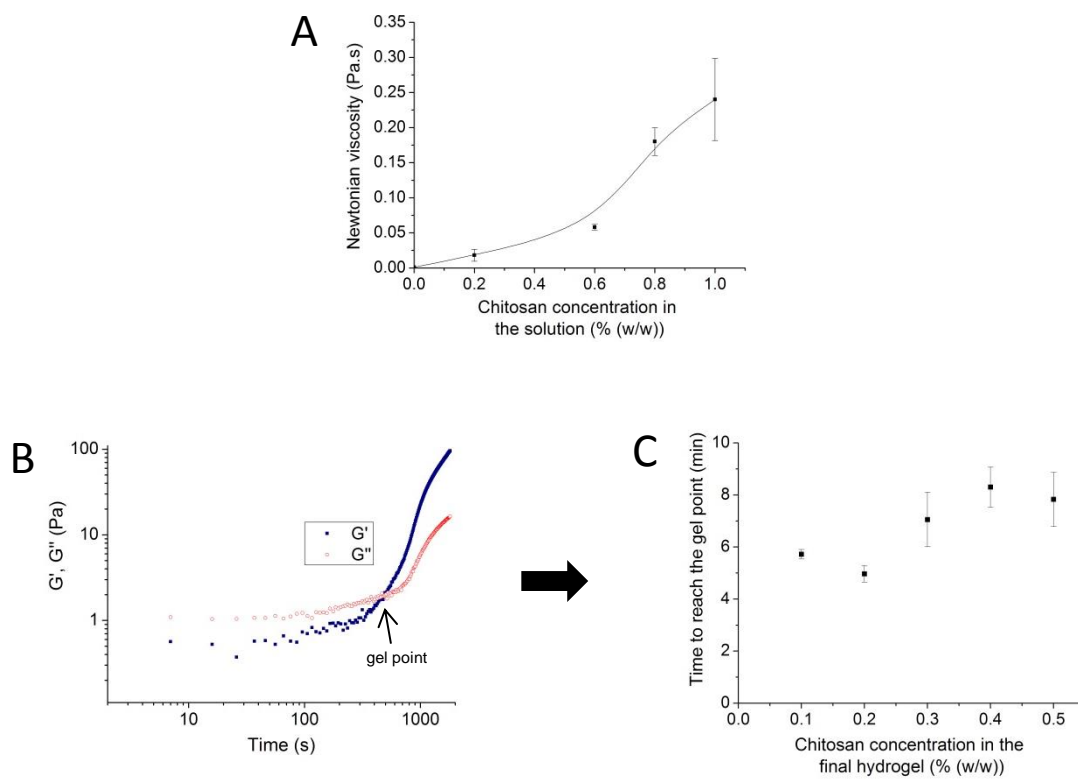 A
Newtonian viscosity (Pa.s)
0.35
0.30
0.25
0.20
0.15
0.10
0.05
0.00
0.0 0.2 0.4 0.6 0.8 1.0
Chitosan concentration in
the solution (% (w/w))
B
G', G'' (Pa)
100
10
1
G'
G''
gel point
10 100 1000
Time (s)
C
Time to reach the gel point (min)
10
8
6
4
2
0
0.0 0.1 0.2 0.3 0.4 0.5
Chitosan concentration in the
final hydrogel (% (w/w))